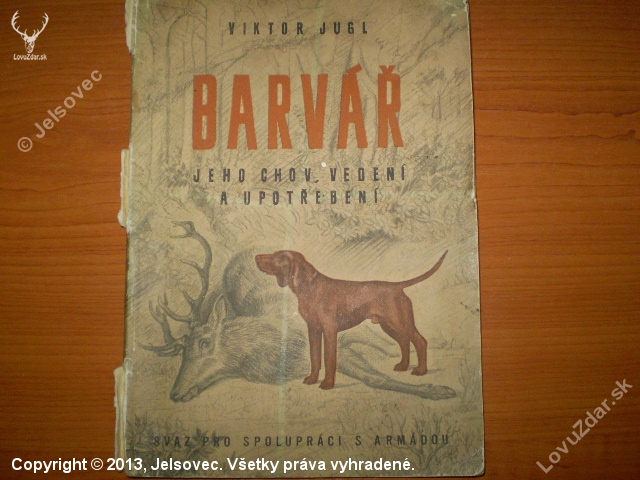 LovuZdar.sk
© Jelsovec
VIKTOR JUGL
BARVÁŘ
JEHO CHOV, VEDENÍ
A UPOTŘEBENÍ
SVAZ PRO SPOLUPRÁCI S ARMÁDOU
LovuZdar.sk
Copyright © 2013, Jelsovec. Všetky práva vyhradené.